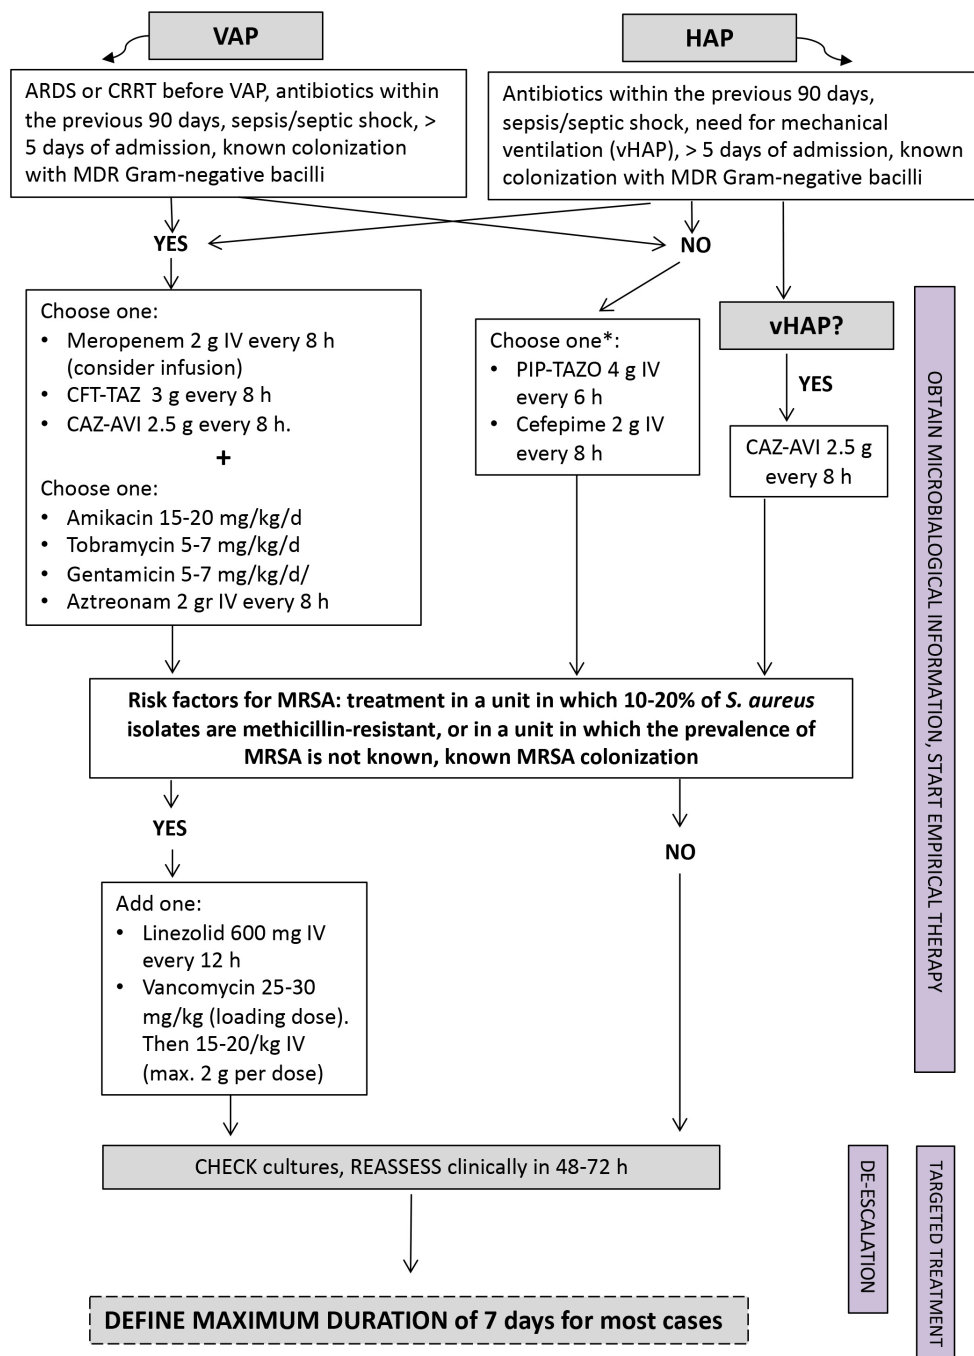 VAP
HAP
ARDS or CRRT before VAP, antibiotics within
the previous 90 days, sepsis/septic shock, >
5 days of admission, known colonization
with MDR Gram-negative bacilli
Antibiotics within the previous 90 days,
sepsis/septic shock, need for mechanical
ventilation (vHAP), > 5 days of admission, known
colonization with MDR Gram-negative bacilli
YES
NO
Choose one:
• Meropenem 2 g IV every 8 h
(consider infusion)
• CFT-TAZ 3 g every 8 h
• CAZ-AVI 2.5 g every 8 h.
+
Choose one:
• Amikacin 15-20 mg/kg/d
• Tobramycin 5-7 mg/kg/d
• Gentamicin 5-7 mg/kg/d/
• Aztreonam 2 gr IV every 8 h
Choose one*:
• PIP-TAZO 4 g IV
every 6 h
• Cefepime 2 g IV
every 8 h
vHAP?
YES
CAZ-AVI 2.5 g
every 8 h
Risk factors for MRSA: treatment in a unit in which 10-20% of S. aureus
isolates are methicillin-resistant, or in a unit in which the prevalence of
MRSA is not known, known MRSA colonization
YES
NO
Add one:
• Linezolid 600 mg IV
every 12 h
• Vancomycin 25-30
mg/kg (loading dose).
Then 15-20/kg IV
(max. 2 g per dose)
CHECK cultures, REASSESS clinically in 48-72 h
DEFINE MAXIMUM DURATION of 7 days for most cases
OBTAIN MICROBIALOGICAL INFORMATION, START EMPIRICAL THERAPY
DE-ESCALATION
TARGETED TREATMENT